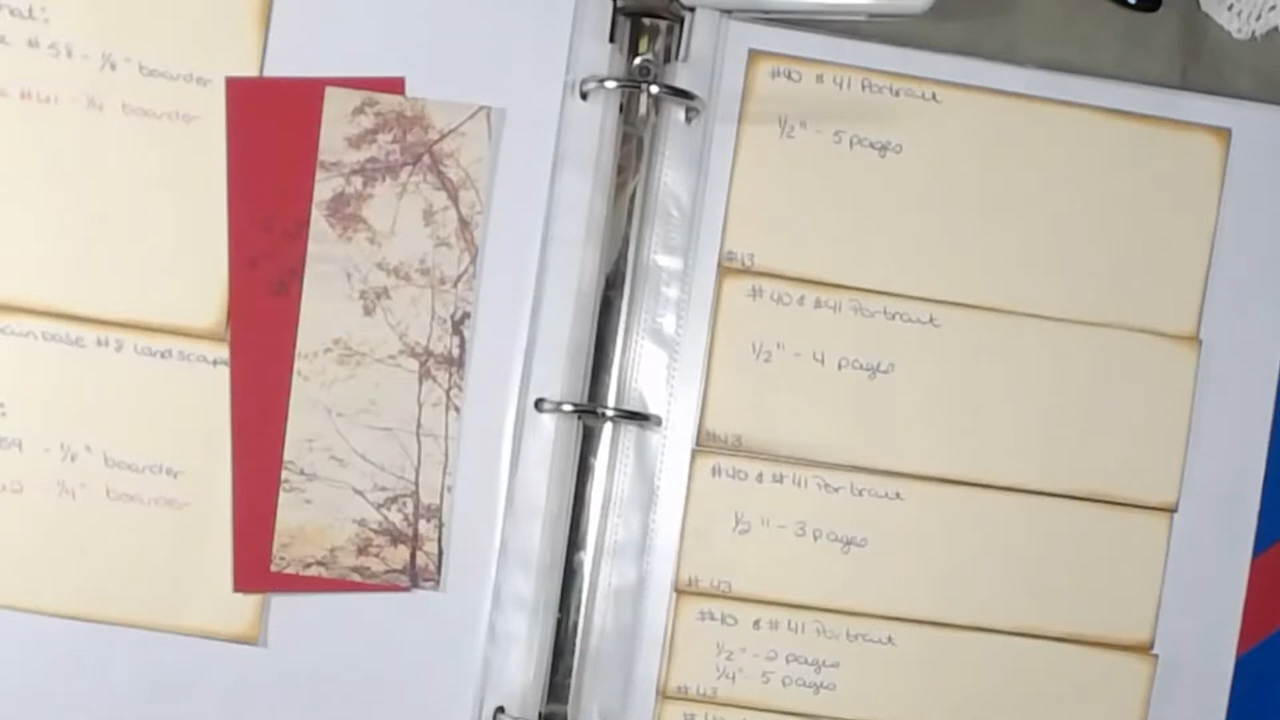 #58 - 1/8" boarder
#61 - 1/4 boarder
base #8 Landscape
59 - 1/8" boarder
1/4" boarder
#40 & #41 Portrait
1/2" - 5 pages
#43
#40 & #41 Portrait
1/2" - 4 pages
#43
#40 & #41 Portrait
1/2" - 3 pages
#43
#40 & #41 Portrait
1/2" - 2 pages
1/4" - 5 pages
#43